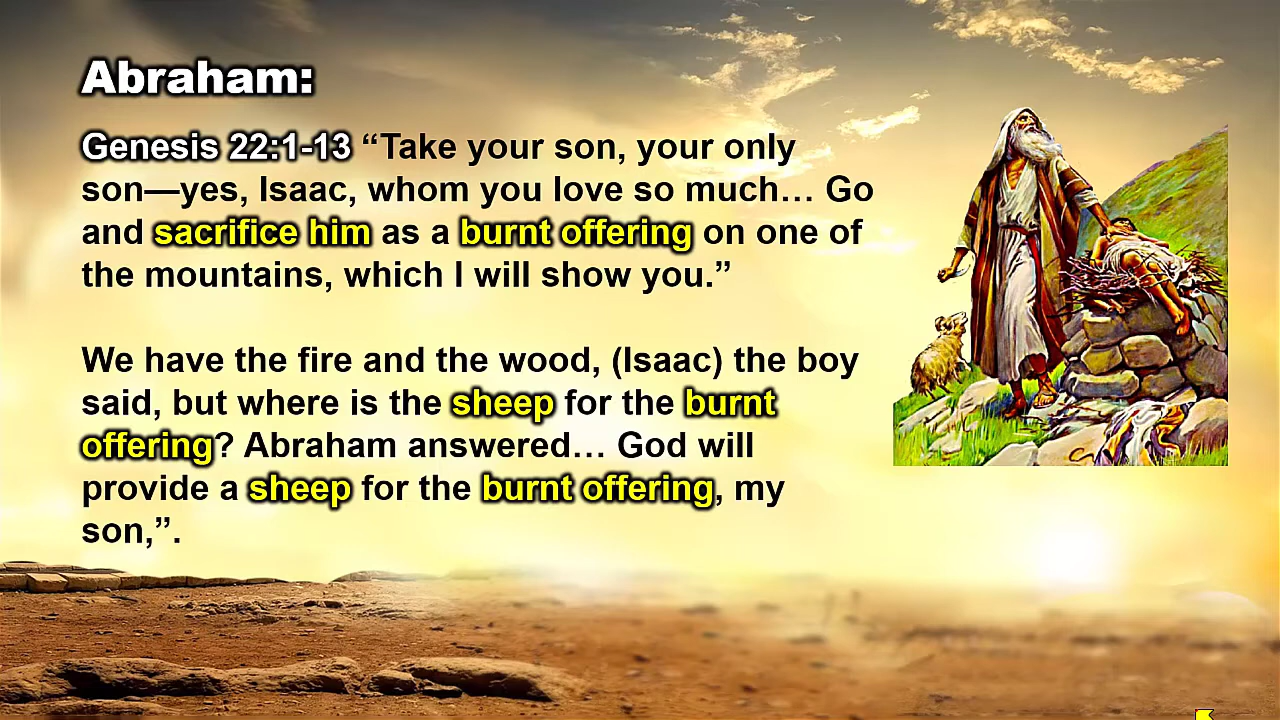 Abraham:
Genesis 22:1-13 “Take your son, your only
son—yes, Isaac, whom you love so much… Go
and sacrifice him as a burnt offering on one of
the mountains, which I will show you.”
We have the fire and the wood, (Isaac) the boy
said, but where is the sheep for the burnt
offering? Abraham answered… God will
provide a sheep for the burnt offering, my
son,”.